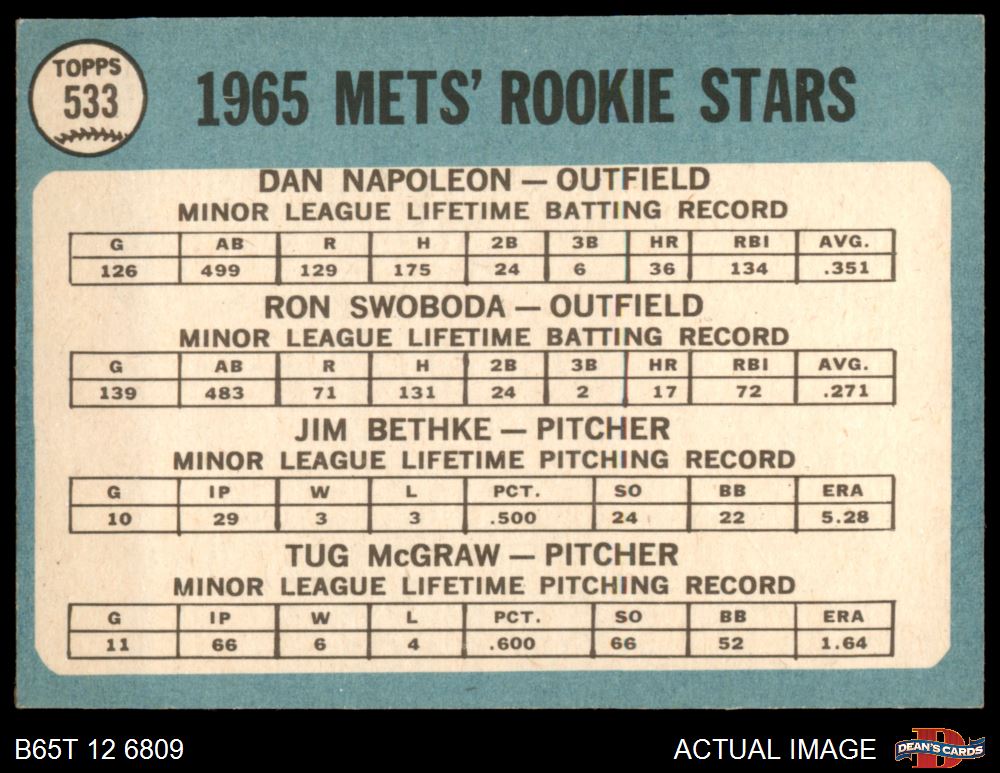 TOPPS
533
1965 METS' ROOKIE STARS
DAN NAPOLEON — OUTFIELD
MINOR LEAGUE LIFETIME BATTING RECORD
G AB R H 2B 3B HR RBI AVG.
126 499 129 175 24 6 36 134 .351
RON SWOBODA — OUTFIELD
MINOR LEAGUE LIFETIME BATTING RECORD
G AB R H 2B 3B HR RBI AVG.
139 483 71 131 24 2 17 72 .271
JIM BETHKE — PITCHER
MINOR LEAGUE LIFETIME PITCHING RECORD
G IP W L PCT. SO BB ERA
10 29 3 3 .500 24 22 5.28
TUG McGRAW — PITCHER
MINOR LEAGUE LIFETIME PITCHING RECORD
G IP W L PCT. SO BB ERA
11 66 6 4 .600 66 52 1.64
B65T 12 6809
ACTUAL IMAGE
D
DEAN'S CARDS